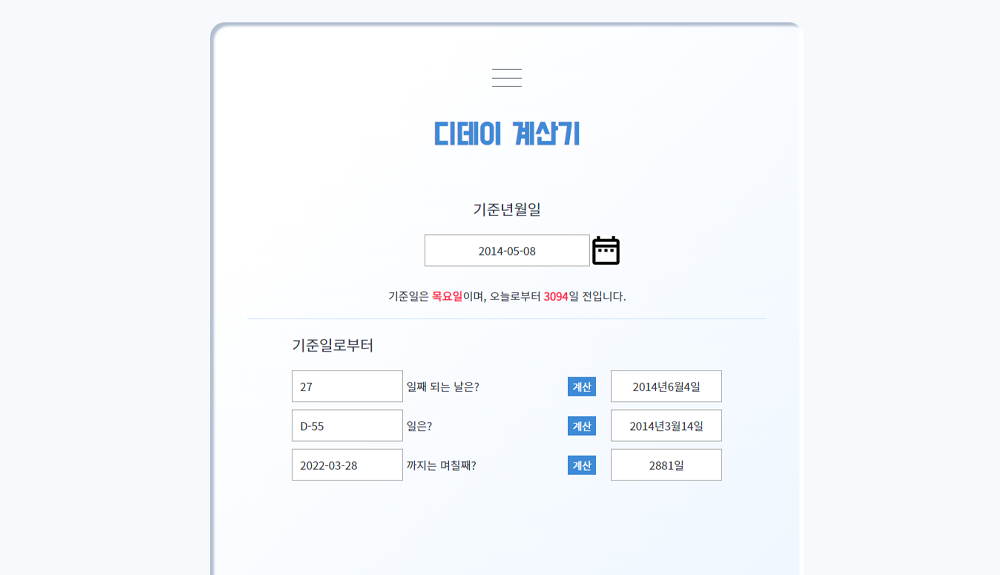 디데이 계산기
기준년월일
2014-05-08
기준일은 목요일이며, 오늘로부터 3094일 전입니다.
기준일로부터
27 일째 되는 날은? 계산 2014년6월4일
D-55 일은? 계산 2014년3월14일
2022-03-28 까지는 며칠째? 계산 2881일